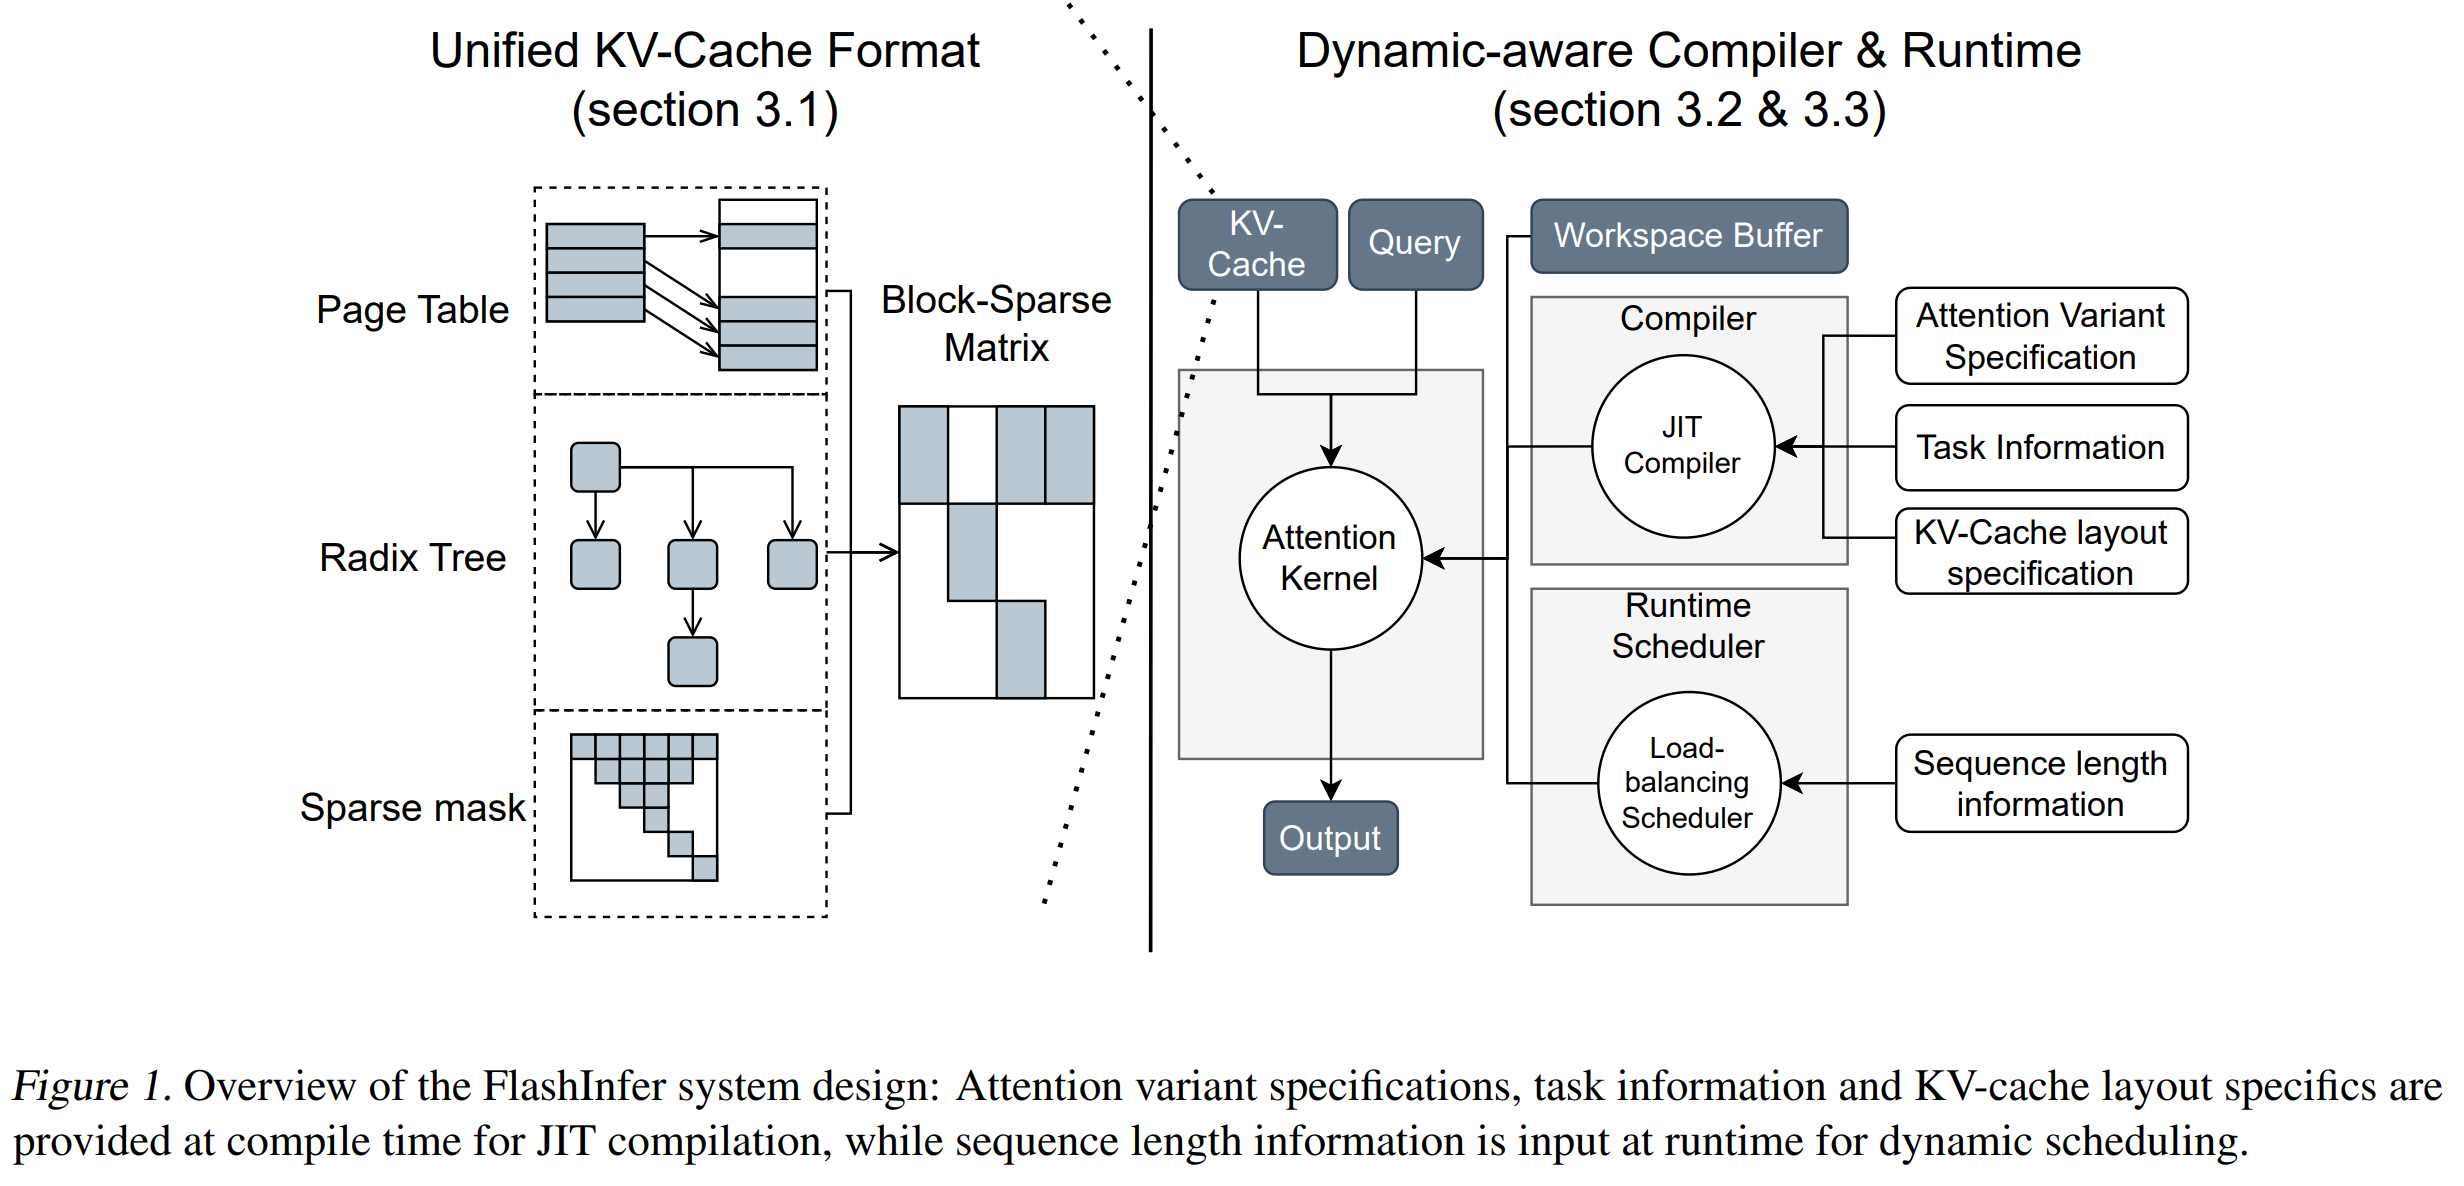 Unified KV-Cache Format
(section 3.1)
Page Table
Radix Tree
Sparse mask
Block-Sparse
Matrix
Dynamic-aware Compiler & Runtime
(section 3.2 & 3.3)
KV-
Cache
Query
Workspace Buffer
Attention
Kernel
Output
Compiler
JIT
Compiler
Runtime
Scheduler
Load-
balancing
Scheduler
Attention Variant
Specification
Task Information
KV-Cache layout
specification
Sequence length
information
Figure 1. Overview of the FlashInfer system design: Attention variant specifications, task information and KV-cache layout specifics are
provided at compile time for JIT compilation, while sequence length information is input at runtime for dynamic scheduling.